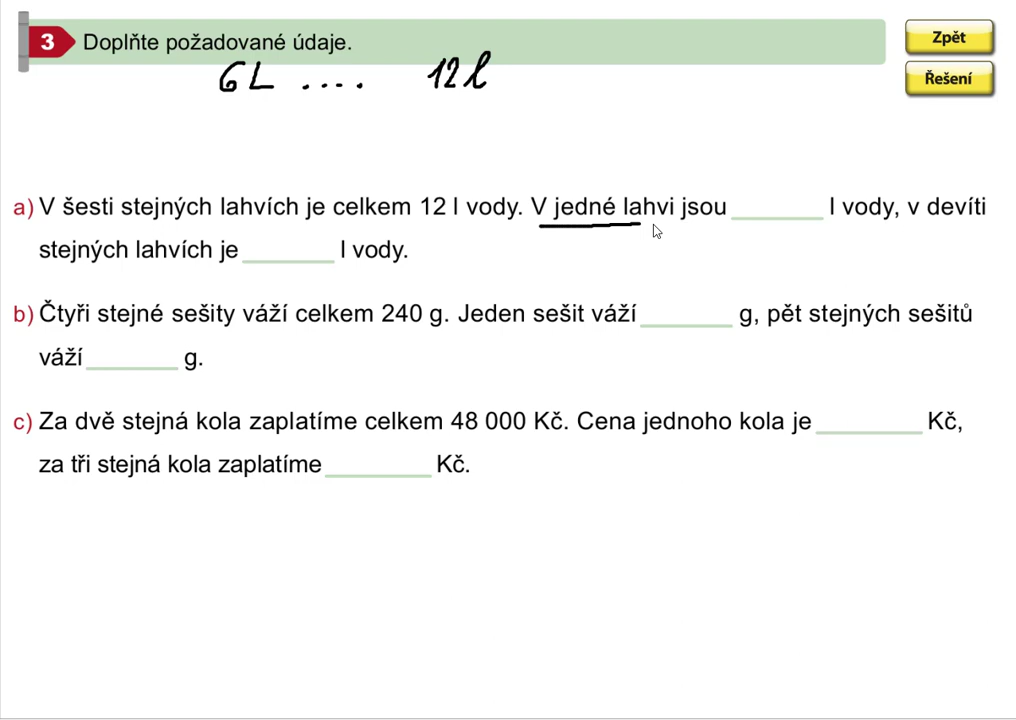 3 Doplňte požadované údaje.
Zpět
Řešení
6L .... 12l
a) V šesti stejných lahvích je celkem 12 l vody. V jedné lahvi jsou ______ l vody, v devíti
stejných lahvích je ______ l vody.
b) Čtyři stejné sešity váží celkem 240 g. Jeden sešit váží ______ g, pět stejných sešitů
váží ______ g.
c) Za dvě stejná kola zaplatíme celkem 48 000 Kč. Cena jednoho kola je _______ Kč,
za tři stejná kola zaplatíme _______ Kč.